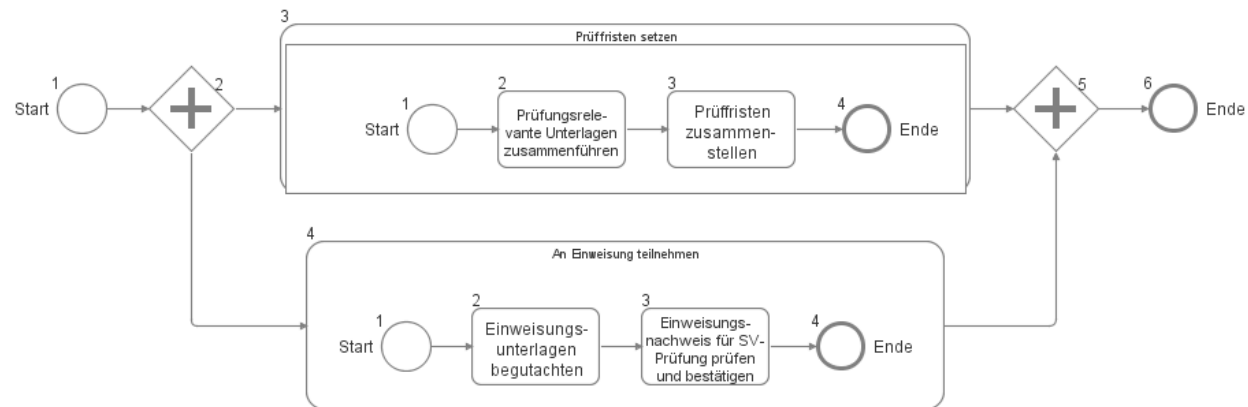 3
Prüffristen setzen
1
Start
2
1
Start
2
Prüfungsrele-
vante Unterlagen
zusammenführen
3
Prüffristen
zusammen-
stellen
4
Ende
5
6
Ende
4
An Einweisung teilnehmen
1
Start
2
Einweisungs-
unterlagen
begutachten
3
Einweisungs-
nachweis für SV-
Prüfung prüfen
und bestätigen
4
Ende